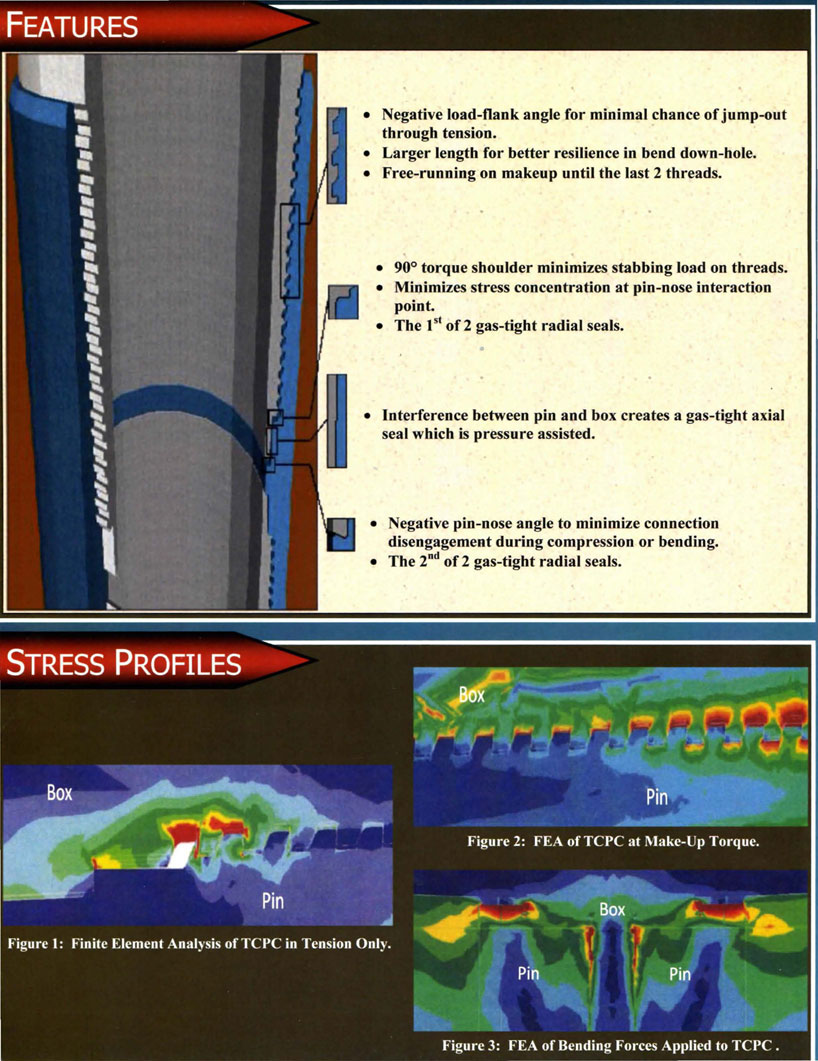 FEATURES
• Negative load-flank angle for minimal chance of jump-out
through tension.
• Larger length for better resilience in bend down-hole.
• Free-running on makeup until the last 2 threads.
• 90° torque shoulder minimizes stabbing load on threads.
• Minimizes stress concentration at pin-nose interaction
point.
• The 1st of 2 gas-tight radial seals.
• Interference between pin and box creates a gas-tight axial
seal which is pressure assisted.
• Negative pin-nose angle to minimize connection
disengagement during compression or bending.
• The 2nd of 2 gas-tight radial seals.
STRESS PROFILES
Box
Pin
Figure 1: Finite Element Analysis of TCPC in Tension Only.
Box
Pin
Figure 2: FEA of TCPC at Make-Up Torque.
Box
Pin
Pin
Figure 3: FEA of Bending Forces Applied to TCPC .